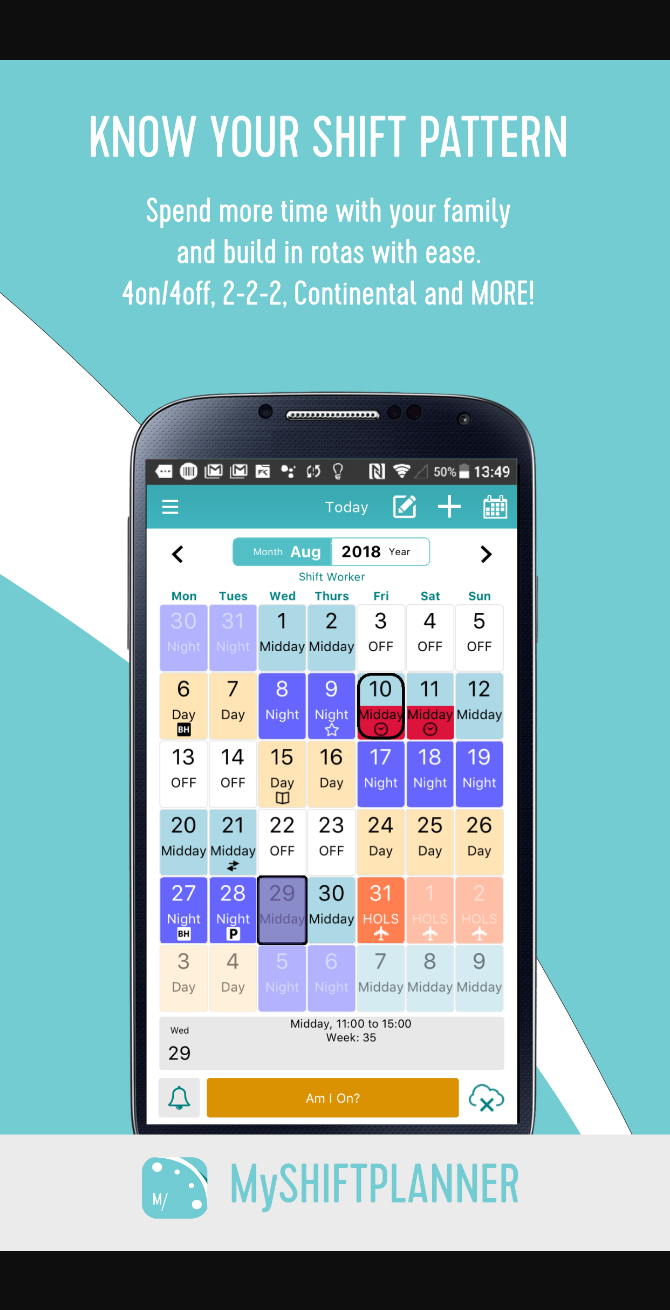 KNOW YOUR SHIFT PATTERN
Spend more time with your family
and build in rotas with ease.
4on/4off, 2-2-2, Continental and MORE!
50% 13:49
Today
Month Aug 2018 Year
Shift Worker
Mon Tues Wed Thurs Fri Sat Sun
30 31 1 2 3 4 5
Night Night Midday Midday OFF OFF OFF
6 7 8 9 10 11 12
Day Day Night Night Midday Midday Midday
BH
13 14 15 16 17 18 19
OFF OFF Day Day Night Night Night
20 21 22 23 24 25 26
Midday Midday OFF OFF Day Day Day
27 28 29 30 31 1 2
Night Night Midday Midday HOLS HOLS HOLS
BH P
3 4 5 6 7 8 9
Day Day Night Night Midday Midday Midday
Wed
29
Midday, 11:00 to 15:00
Week: 35
Am I On?
M/
MySHIFTPLANNER